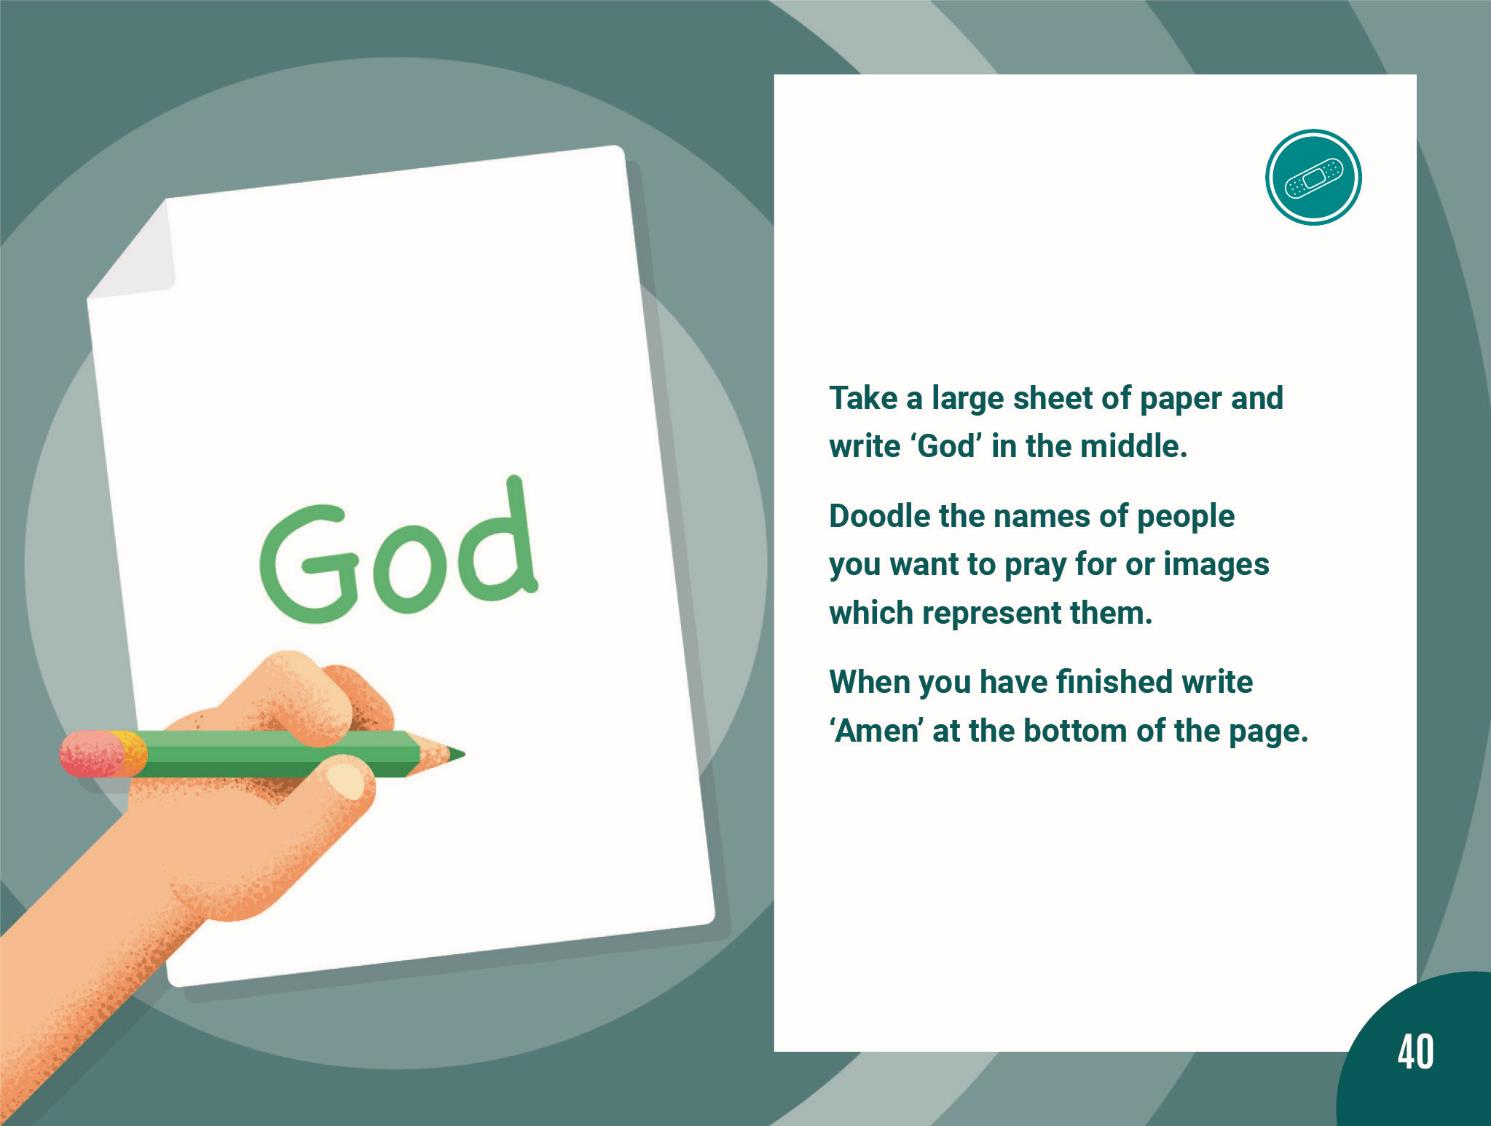 God
Take a large sheet of paper and
write ‘God’ in the middle.
Doodle the names of people
you want to pray for or images
which represent them.
When you have finished write
‘Amen’ at the bottom of the page.
40